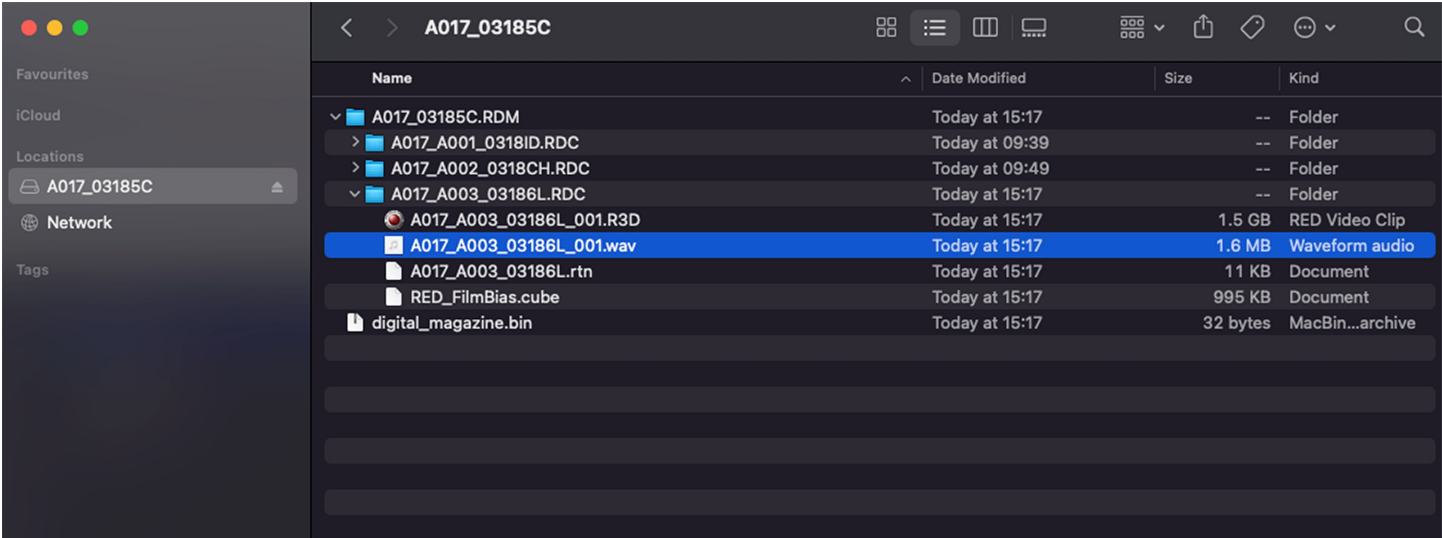 A017_03185C
Favourites
iCloud
Locations
A017_03185C
Network
Tags
Name Date Modified Size Kind
A017_03185C.RDM Today at 15:17 -- Folder
A017_A001_0318ID.RDC Today at 09:39 -- Folder
A017_A002_0318CH.RDC Today at 09:49 -- Folder
A017_A003_03186L.RDC Today at 15:17 -- Folder
A017_A003_03186L_001.R3D Today at 15:17 1.5 GB RED Video Clip
A017_A003_03186L_001.wav Today at 15:17 1.6 MB Waveform audio
A017_A003_03186L.rtn Today at 15:17 11 KB Document
RED_FilmBias.cube Today at 15:17 995 KB Document
digital_magazine.bin Today at 15:17 32 bytes MacBin...archive